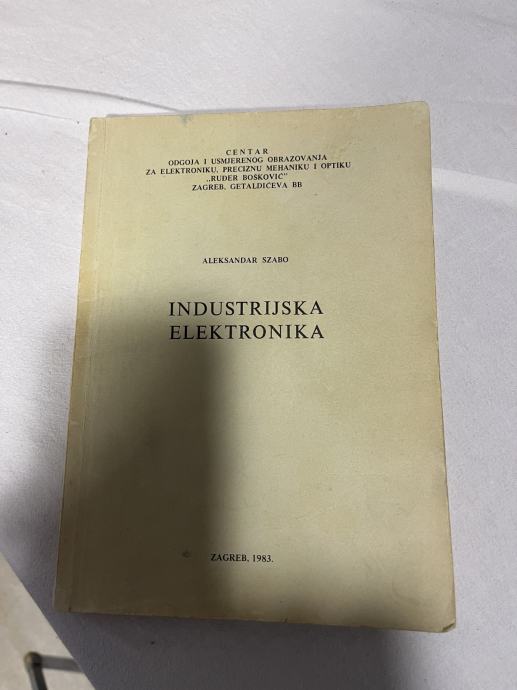 CENTAR
ODGOJA I USMJERENOG OBRAZOVANJA
ZA ELEKTRONIKU, PRECIZNU MEHANIKU I OPTIKU
„RUĐER BOŠKOVIĆ"
ZAGREB, GETALDIĆEVA BB
ALEKSANDAR SZABO
INDUSTRIJSKA
ELEKTRONIKA
ZAGREB, 1983.